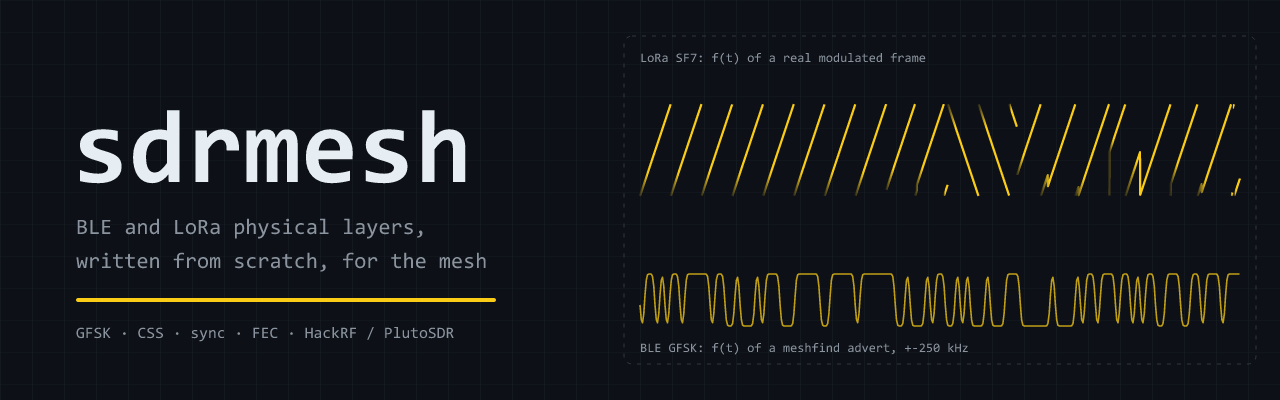 sdrmesh
BLE and LoRa physical layers,
written from scratch, for the mesh
GFSK · CSS · sync · FEC · HackRF / PlutoSDR
LoRa SF7: f(t) of a real modulated frame
BLE GFSK: f(t) of a meshfind advert, +-250 kHz